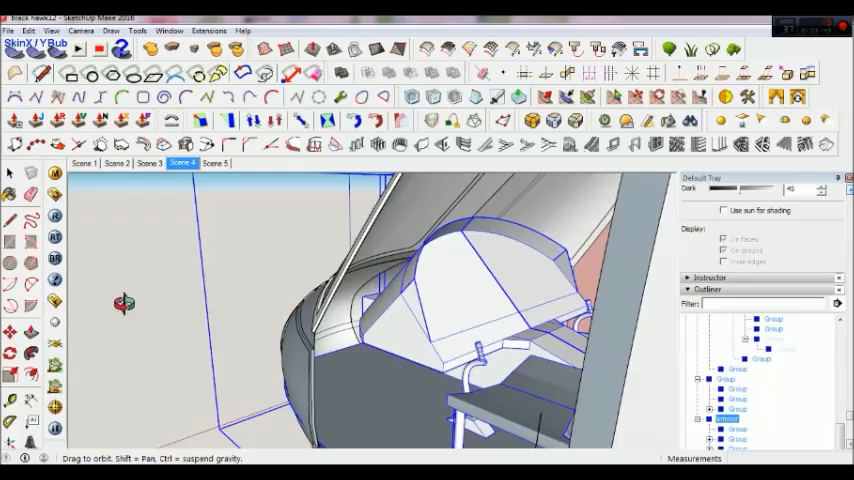 Black hawk12 - SketchUp Make 2016
File Edit View Camera Draw Tools Window Extensions Help
SkinX / YBub
Scene 1 Scene 2 Scene 3 Scene 4 Scene 5
Default Tray
Dark 45
Use sun for shading
Display:
On faces
On ground
From edges
Instructor
Outliner
Filter:
Group
Group
Group
Group
Group
Group
Group
Group
Interior
Group
Group
Group
Drag to orbit. Shift = Pan, Ctrl = suspend gravity.
Measurements